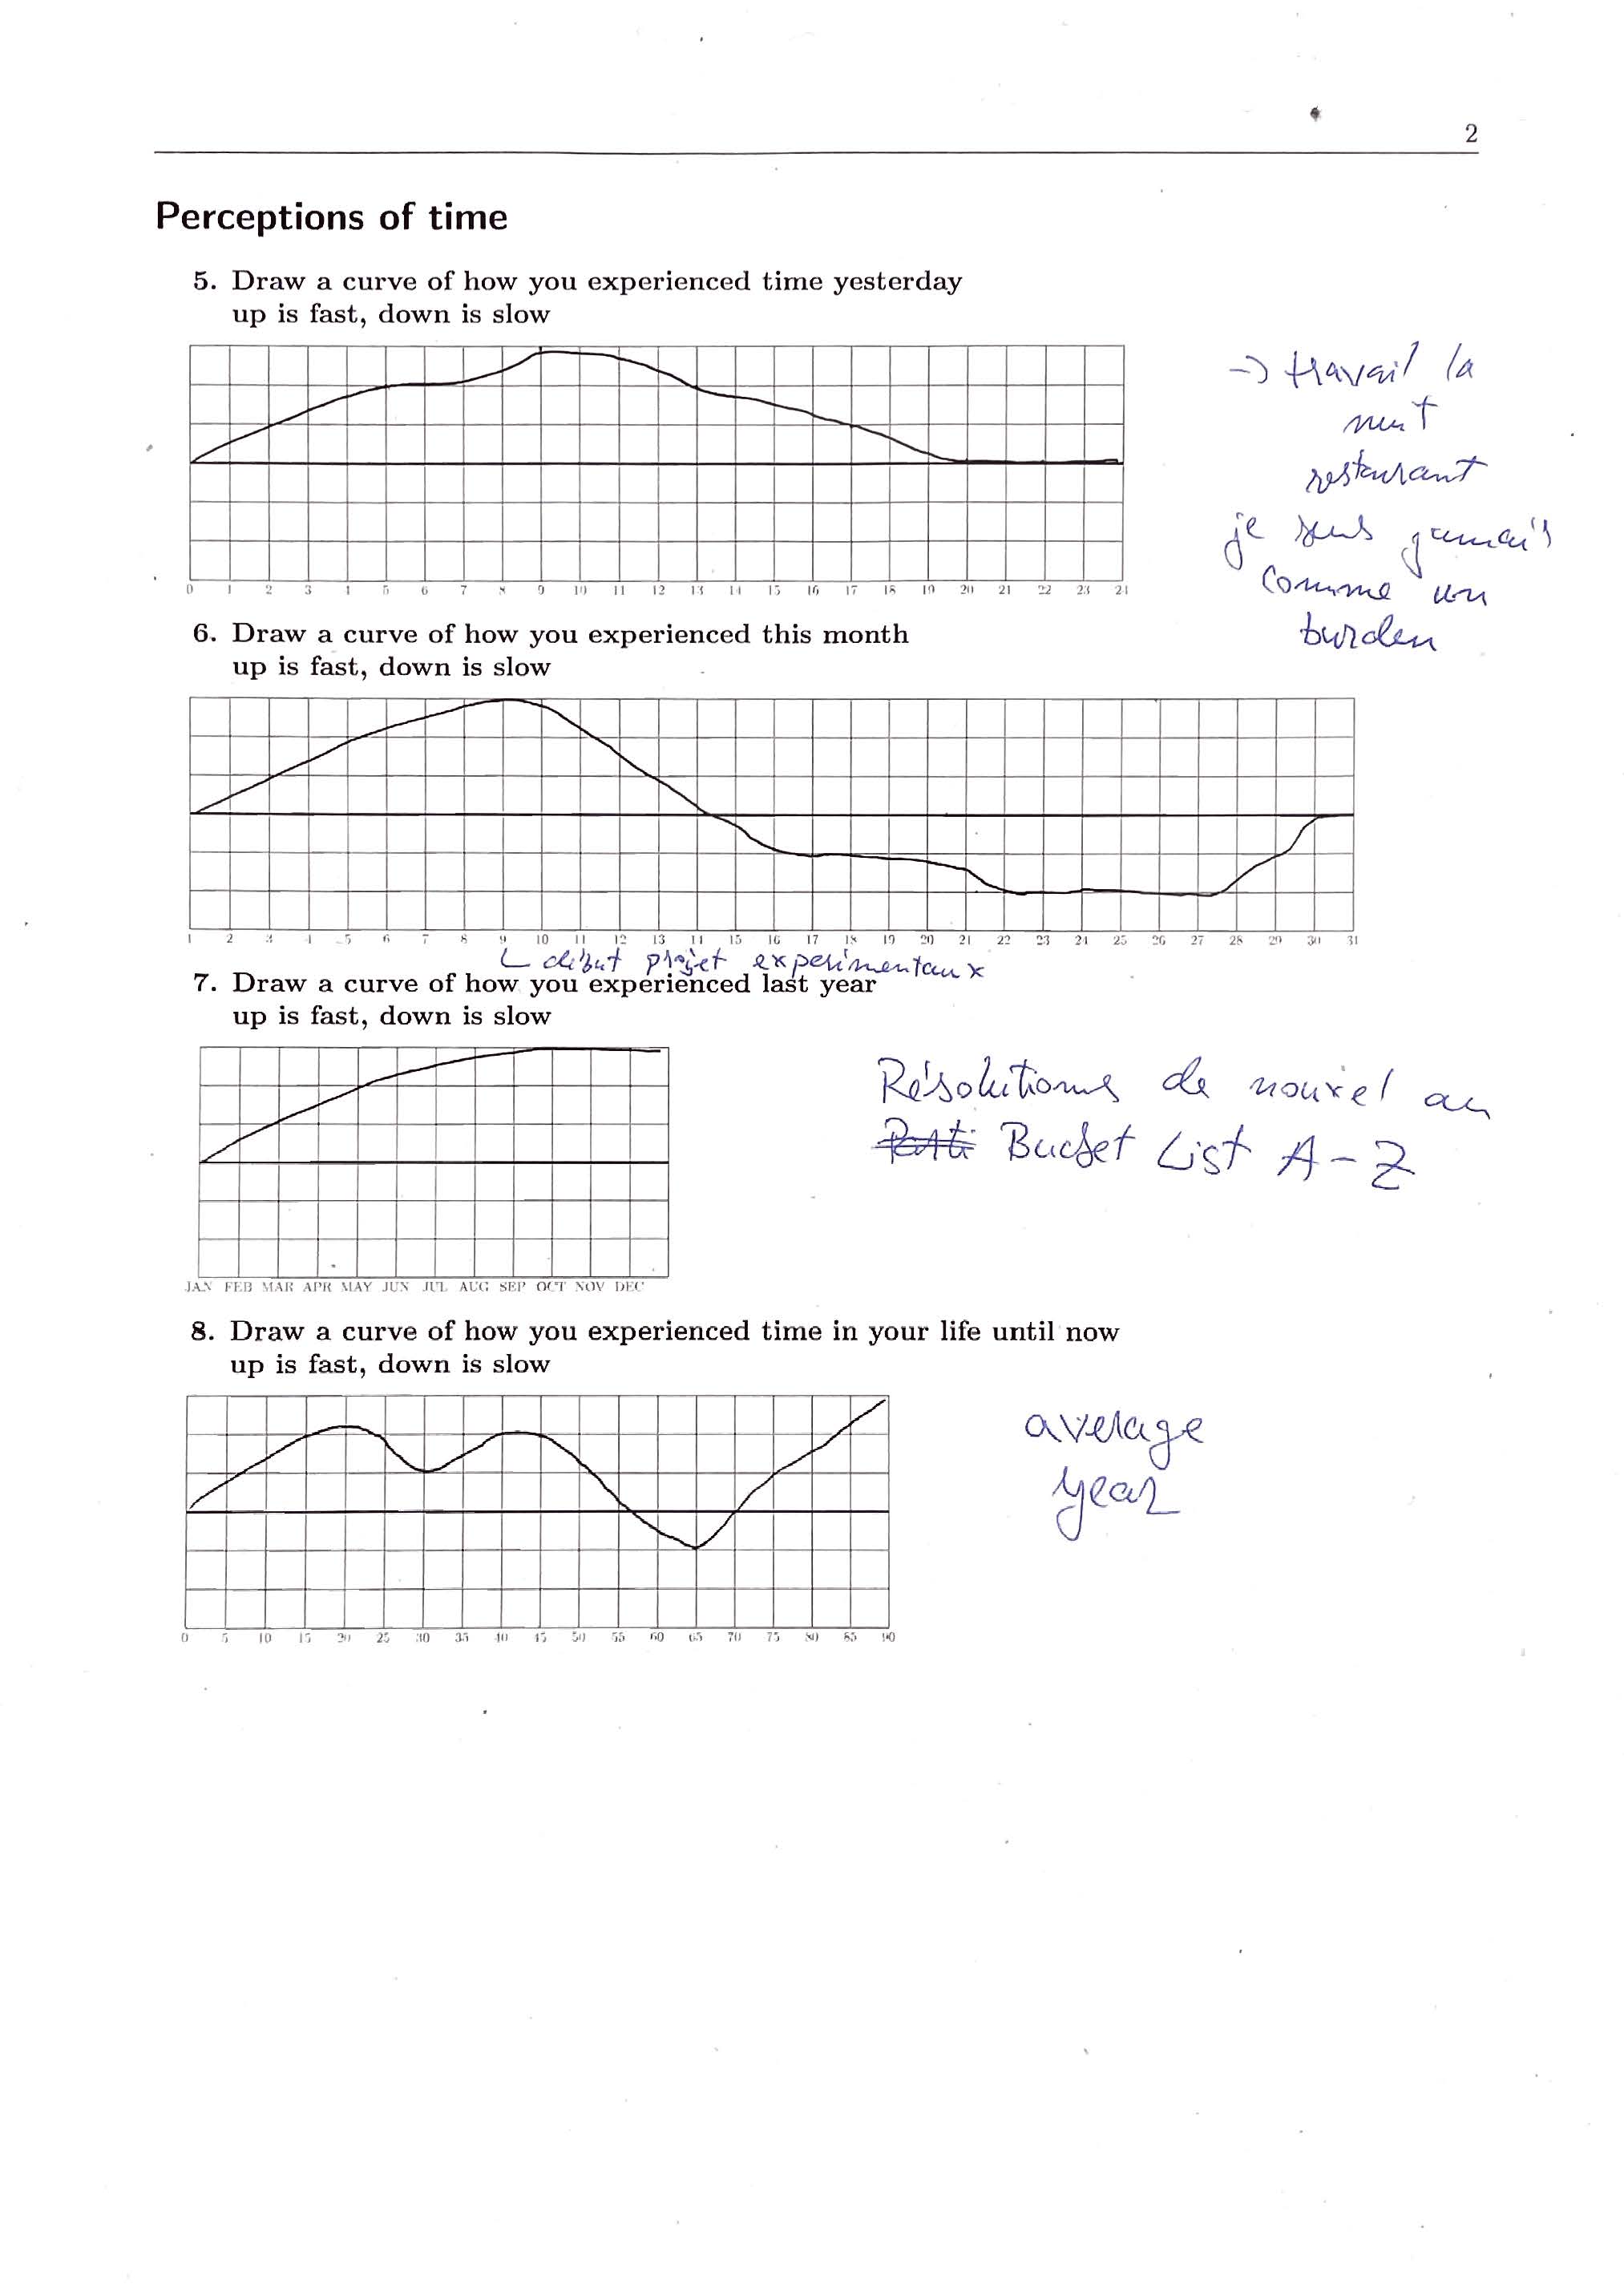 2
Perceptions of time
5. Draw a curve of how you experienced time yesterday
up is fast, down is slow
→ travail la
nuit
restaurant
je sens jamais
comme un
burden
0 1 2 3 4 5 6 7 8 9 10 11 12 13 14 15 16 17 18 19 20 21 22 23 24
6. Draw a curve of how you experienced this month
up is fast, down is slow
1 2 3 4 5 6 7 8 9 10 11 12 13 14 15 16 17 18 19 20 21 22 23 24 25 26 27 28 29 30 31
début projet experimentaux
7. Draw a curve of how you experienced last year
up is fast, down is slow
Résolutions de nouvel an
Bucket List A-Z
JAN FEB MAR APR MAY JUN JUL AUG SEP OCT NOV DEC
8. Draw a curve of how you experienced time in your life until now
up is fast, down is slow
average
year
0 5 10 15 20 25 30 35 40 45 50 55 60 65 70 75 80 85 90